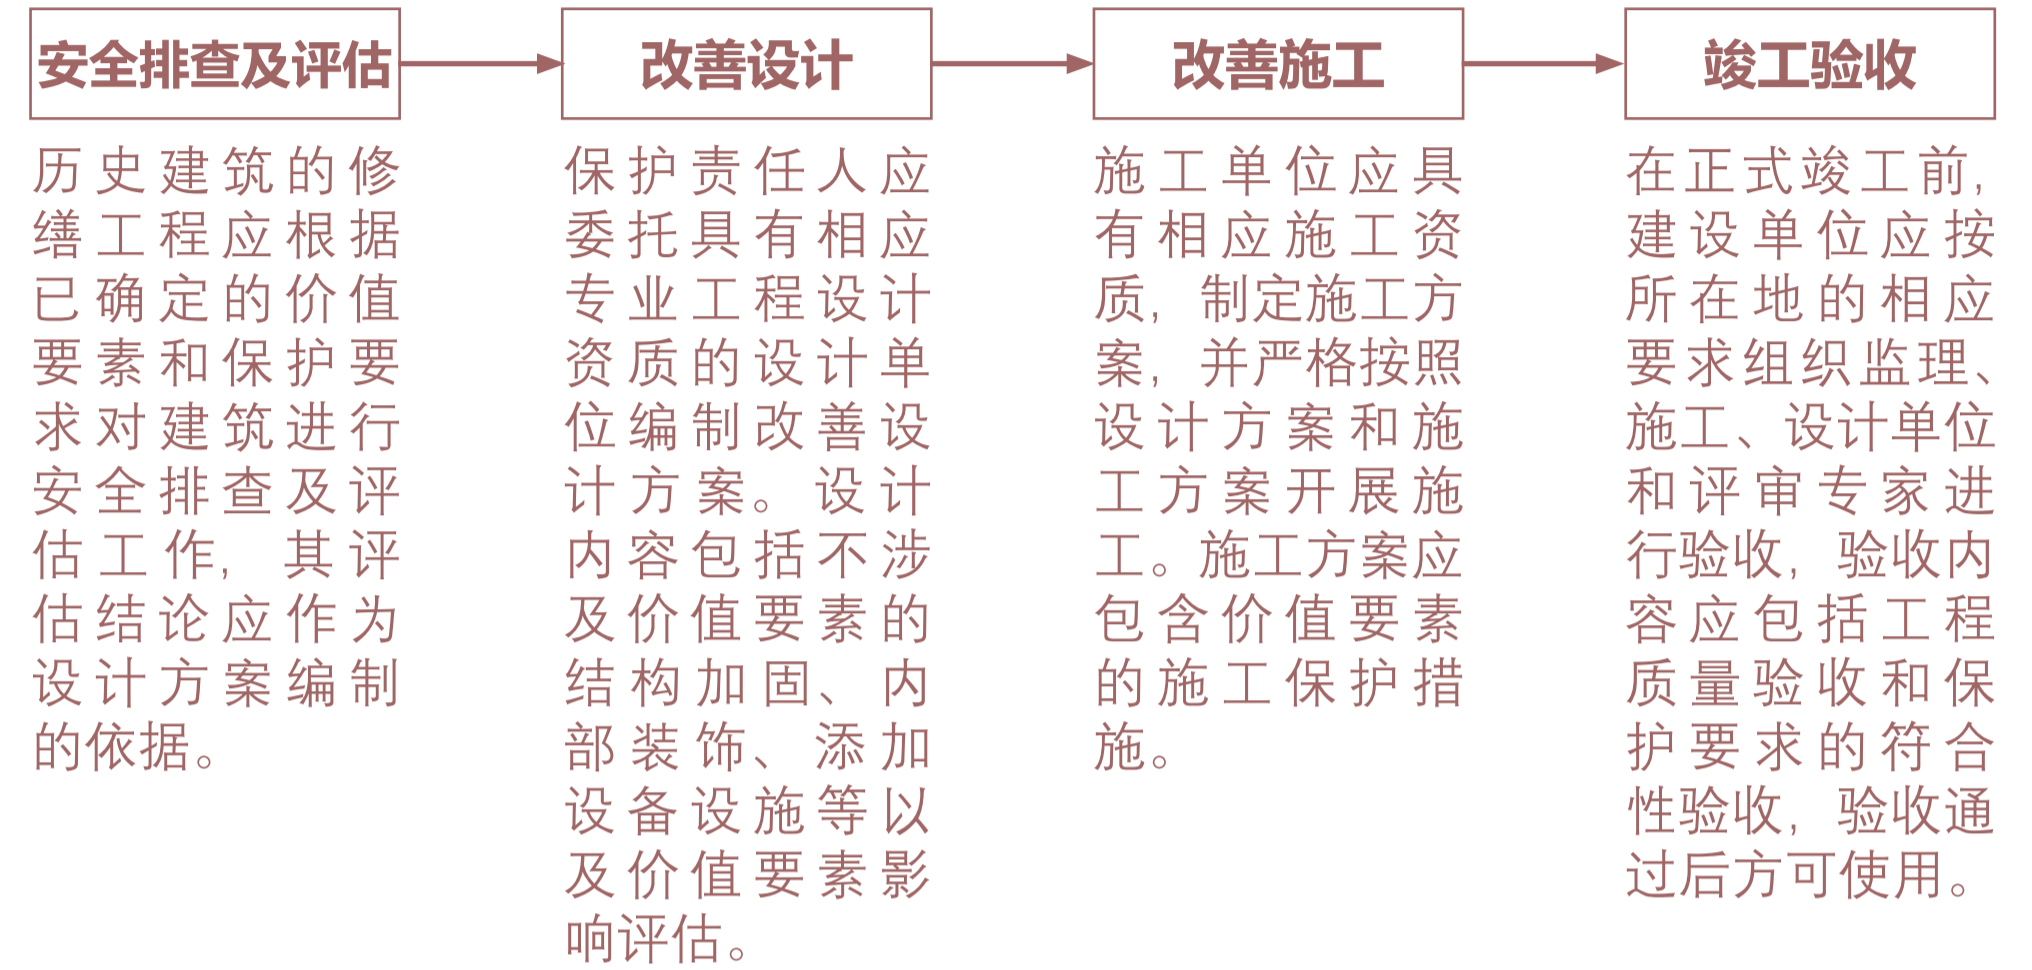 安全排查及评估
历史建筑的修
缮工程应根据
已确定的价值
要素和保护要
求对建筑进行
安全排查及评
估工作,其评
估结论应作为
设计方案编制
的依据。
改善设计
保护责任人应
委托具有相应
专业工程设计
资质的设计单
位编制改善设
计方案。设计
内容包括不涉
及价值要素的
结构加固、内
部装饰、添加
设备设施等以
及价值要素影
响评估。
改善施工
施工单位应具
有相应施工资
质,制定施工方
案,并严格按照
设计方案和施
工方案开展施
工。施工方案应
包含价值要素
的施工保护措
施。
竣工验收
在正式竣工前,
建设单位应按
所在地的相应
要求组织监理、
施工、设计单位
和评审专家进
行验收,验收内
容应包括工程
质量验收和保
护要求的符合
性验收,验收通
过后方可使用。